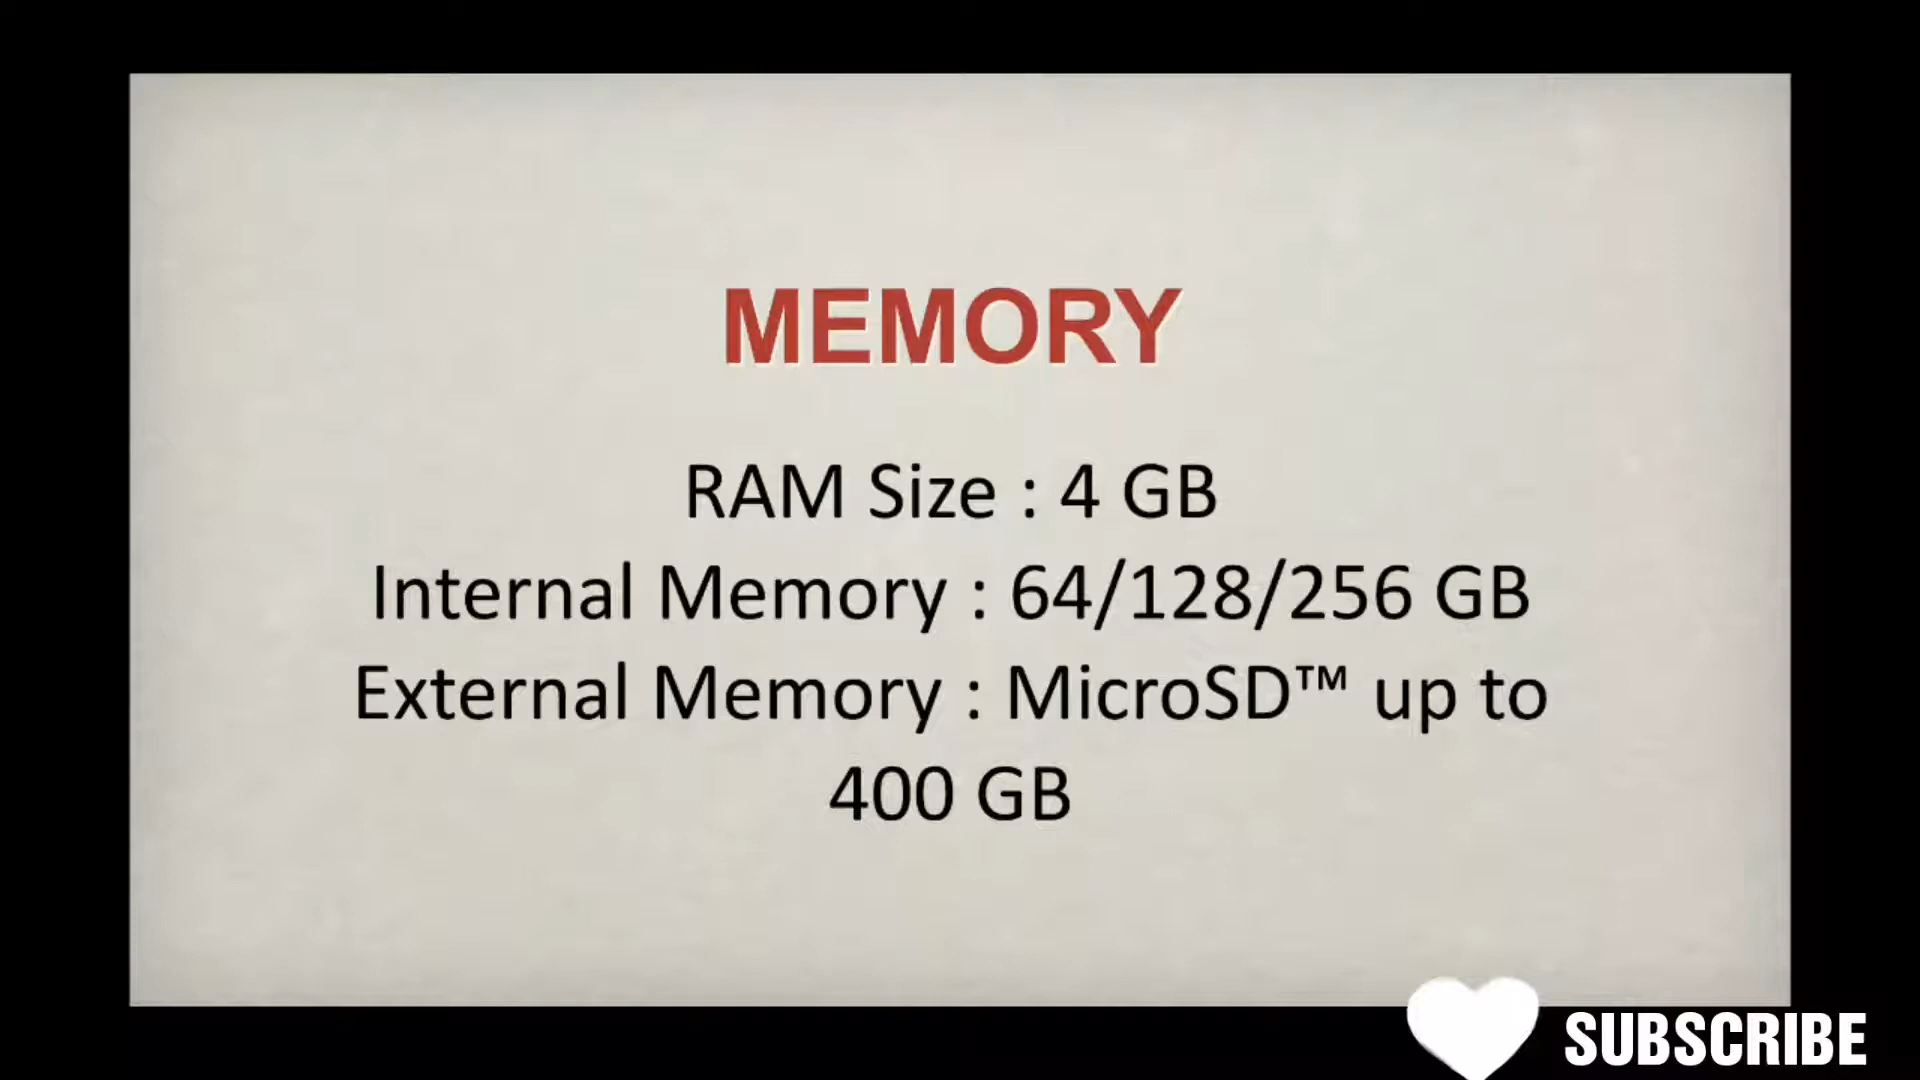 MEMORY
RAM Size : 4 GB
Internal Memory : 64/128/256 GB
External Memory : MicroSD™ up to
400 GB
SUBSCRIBE